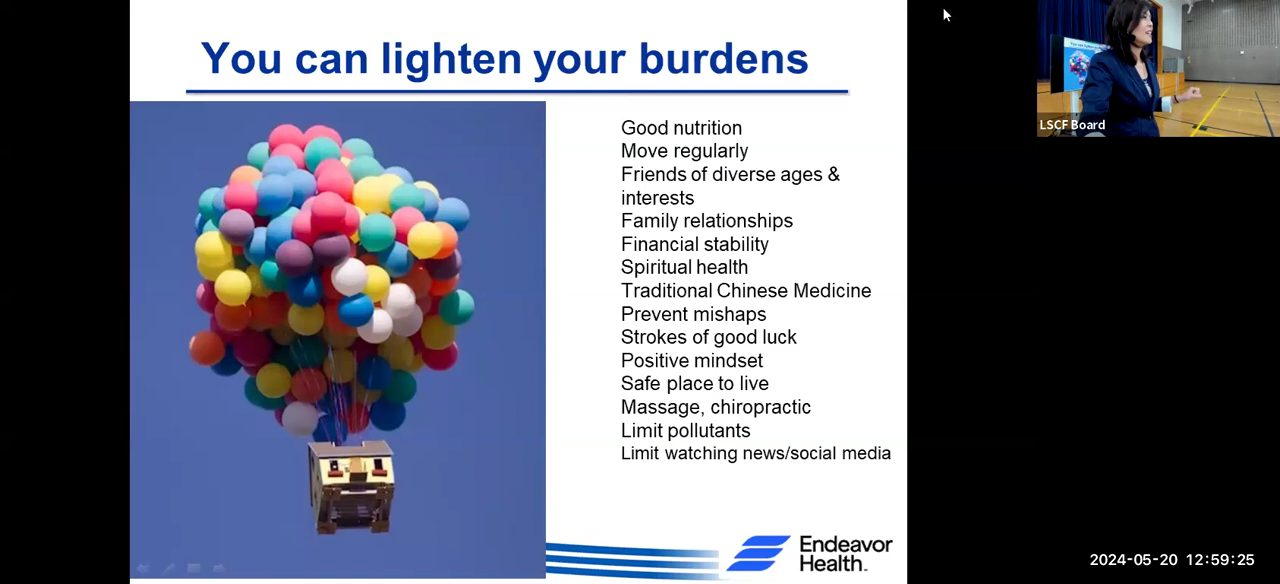 You can lighten your burdens
Good nutrition
Move regularly
Friends of diverse ages &
interests
Family relationships
Financial stability
Spiritual health
Traditional Chinese Medicine
Prevent mishaps
Strokes of good luck
Positive mindset
Safe place to live
Massage, chiropractic
Limit pollutants
Limit watching news/social media
Endeavor
Health.
LSCF Board
2024-05-20 12:59:25